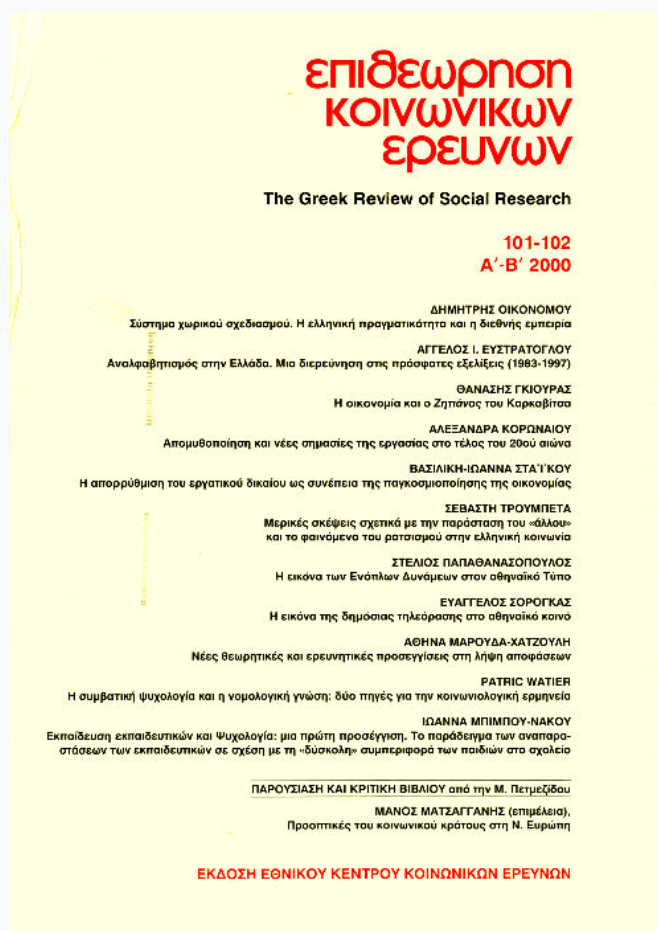 επιθεωρηση
κοινωνικων
ερευνων
The Greek Review of Social Research
101-102
Α΄-Β΄ 2000
ΔΗΜΗΤΡΗΣ ΟΙΚΟΝΟΜΟΥ
Σύστημα χωρικού σχεδιασμού. Η ελληνική πραγματικότητα και η διεθνής εμπειρία
ΑΓΓΕΛΟΣ Ι. ΕΥΣΤΡΑΤΟΓΛΟΥ
Αναλφαβητισμός στην Ελλάδα. Μια διερεύνηση στις πρόσφατες εξελίξεις (1983-1997)
ΘΑΝΑΣΗΣ ΓΚΙΟΥΡΑΣ
Η οικονομία και ο Ζητιάνος του Καρκαβίτσα
ΑΛΕΞΑΝΔΡΑ ΚΟΡΩΝΑΙΟΥ
Απομυθοποίηση και νέες σημασίες της εργασίας στο τέλος του 20ού αιώνα
ΒΑΣΙΛΙΚΗ-ΙΩΑΝΝΑ ΣΤΑΪΚΟΥ
Η απορρύθμιση του εργατικού δικαίου ως συνέπεια της παγκοσμιοποίησης της οικονομίας
ΣΕΒΑΣΤΗ ΤΡΟΥΜΠΕΤΑ
Μερικές σκέψεις σχετικά με την παράσταση του «άλλου»
και το φαινόμενο του ρατσισμού στην ελληνική κοινωνία
ΣΤΕΛΙΟΣ ΠΑΠΑΘΑΝΑΣΟΠΟΥΛΟΣ
Η εικόνα των Ενόπλων Δυνάμεων στον αθηναϊκό Τύπο
ΕΥΑΓΓΕΛΟΣ ΣΟΡΟΓΚΑΣ
Η εικόνα της δημόσιας τηλεόρασης στο αθηναϊκό κοινό
ΑΘΗΝΑ ΜΑΡΟΥΔΑ-ΧΑΤΖΟΥΛΗ
Νέες θεωρητικές και ερευνητικές προσεγγίσεις στη λήψη αποφάσεων
PATRIC WATIER
Η συμβατική ψυχολογία και η νομολογική γνώση: δύο πηγές για την κοινωνιολογική ερμηνεία
ΙΩΑΝΝΑ ΜΠΙΜΠΟΥ-ΝΑΚΟΥ
Εκπαίδευση εκπαιδευτικών και Ψυχολογία: μια πρώτη προσέγγιση. Το παράδειγμα των αναπαρα-
στάσεων των εκπαιδευτικών σε σχέση με τη «δύσκολη» συμπεριφορά των παιδιών στο σχολείο
ΠΑΡΟΥΣΙΑΣΗ ΚΑΙ ΚΡΙΤΙΚΗ ΒΙΒΛΙΟΥ από την Μ. Πετμεζίδου
ΜΑΝΟΣ ΜΑΤΣΑΓΓΑΝΗΣ (επιμέλεια),
Προοπτικές του κοινωνικού κράτους στη Ν. Ευρώπη
ΕΚΔΟΣΗ ΕΘΝΙΚΟΥ ΚΕΝΤΡΟΥ ΚΟΙΝΩΝΙΚΩΝ ΕΡΕΥΝΩΝ